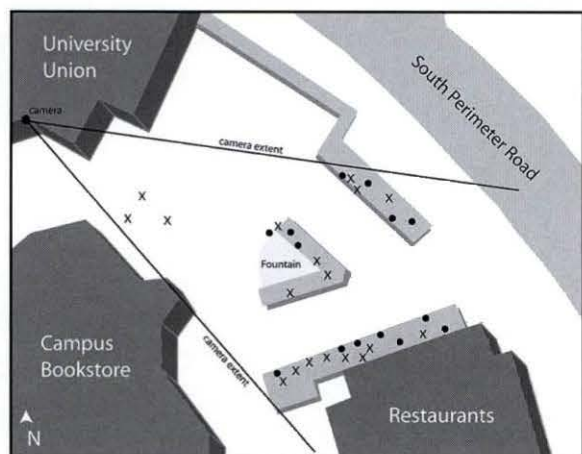 University
Union
camera
South Perimeter Road
camera extent
Fountain
camera extent
Campus
Bookstore
Restaurants
N